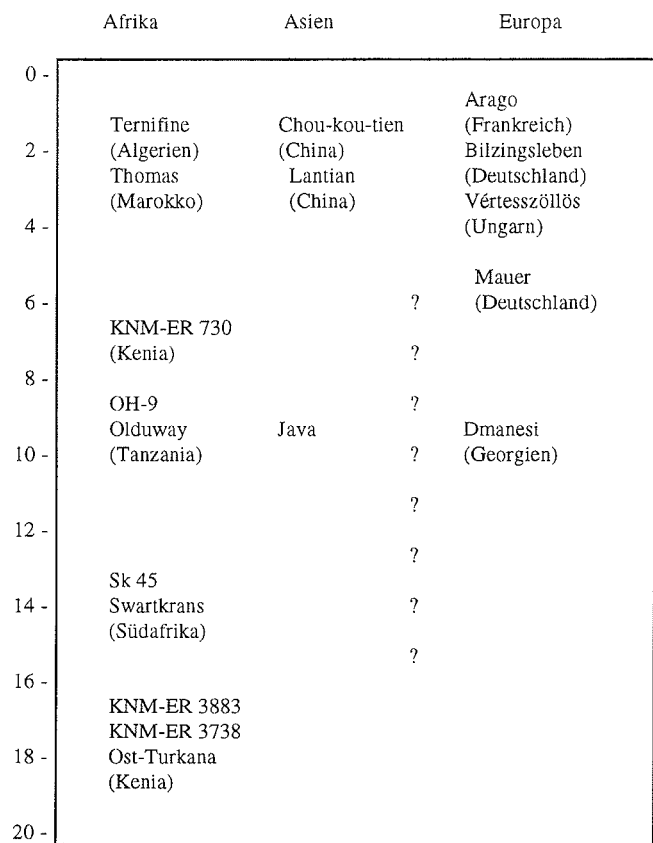 Afrika Asien Europa
0 -
Arago
Ternifine Chou-kou-tien (Frankreich)
2 - (Algerien) (China) Bilzingsleben
Thomas Lantian (Deutschland)
(Marokko) (China) Vértesszöllös
4 - (Ungarn)
Mauer
6 - ? (Deutschland)
KNM-ER 730
(Kenia) ?
8 -
OH-9 ?
Olduway Java Dmanesi
10 - (Tanzania) ? (Georgien)
?
12 -
?
Sk 45
14 - Swartkrans ?
(Südafrika)
?
16 -
KNM-ER 3883
KNM-ER 3738
18 - Ost-Turkana
(Kenia)
20 -